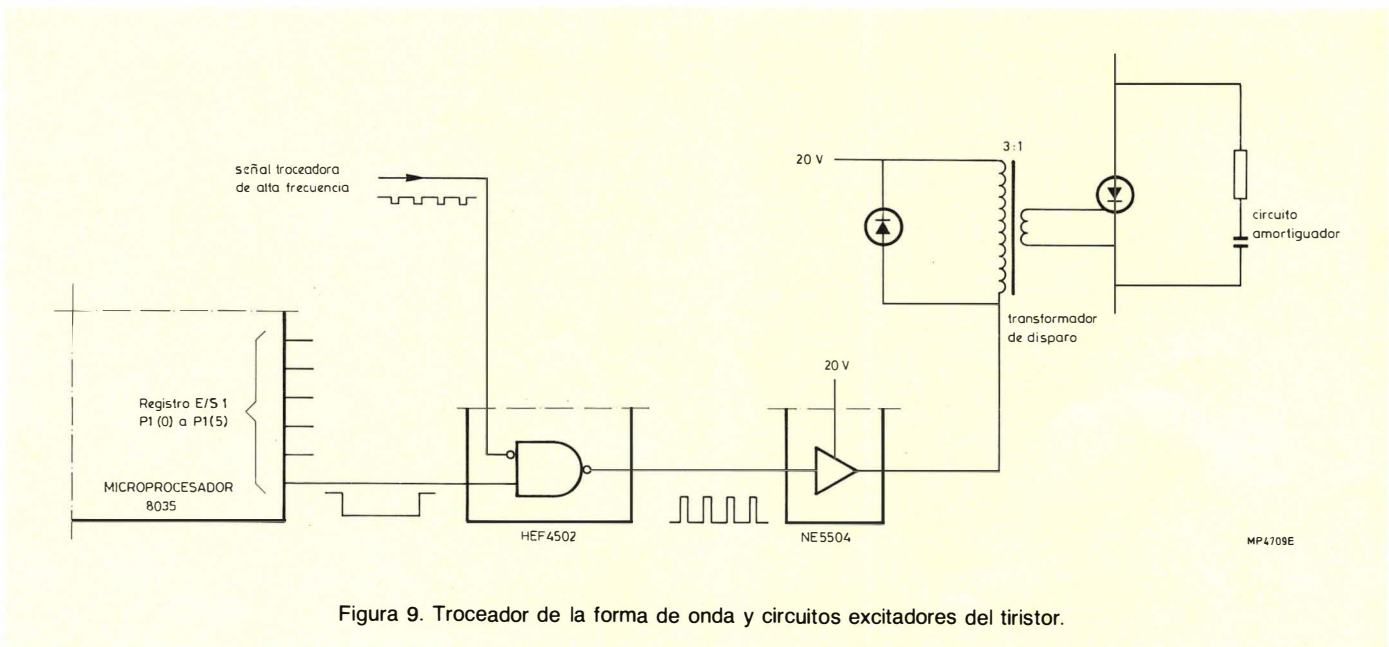 señal troceadora
de alta frecuencia
20 V
3:1
circuito
amortiguador
transformador
de disparo
20 V
Registro E/S 1
P1 (0) a P1(5)
MICROPROCESADOR
8035
HEF4502
NE5504
MP4709E
Figura 9. Troceador de la forma de onda y circuitos excitadores del tiristor.